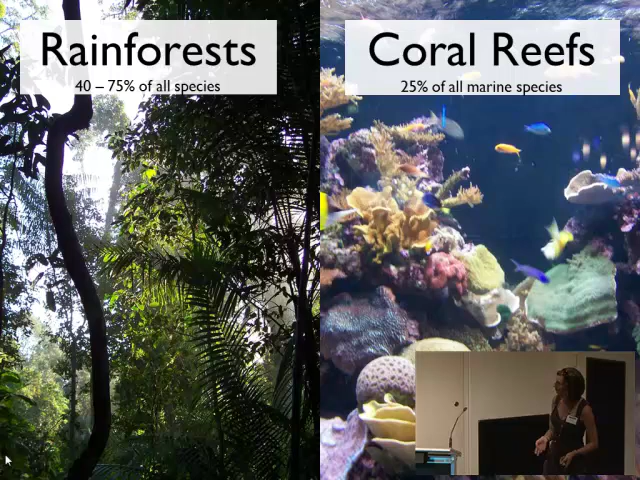 Rainforests
40 – 75% of all species
Coral Reefs
25% of all marine species